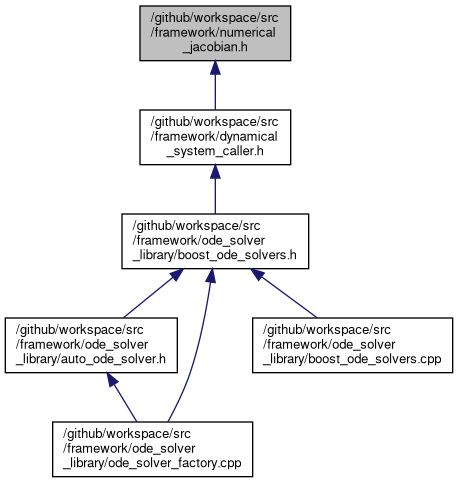 /github/workspace/src
/framework/numerical
_jacobian.h
/github/workspace/src
/framework/dynamical
_system_caller.h
/github/workspace/src
/framework/ode_solver
_library/boost_ode_solvers.h
/github/workspace/src
/framework/ode_solver
_library/auto_ode_solver.h
/github/workspace/src
/framework/ode_solver
_library/boost_ode_solvers.cpp
/github/workspace/src
/framework/ode_solver
_library/ode_solver_factory.cpp